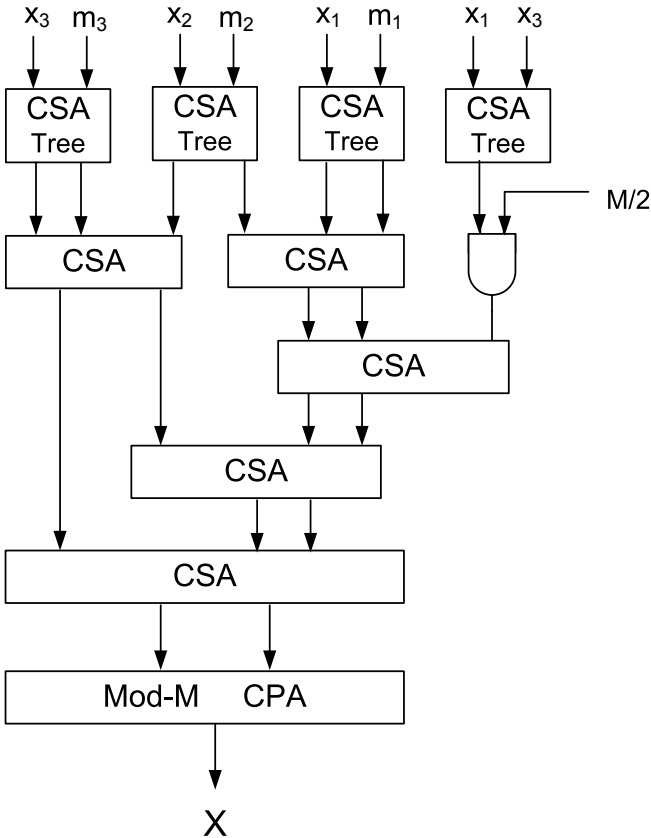 x₃ m₃ x₂ m₂ x₁ m₁ x₁ x₃
CSA Tree CSA Tree CSA Tree CSA Tree
M/2
CSA CSA
CSA
CSA
CSA
Mod-M CPA
X